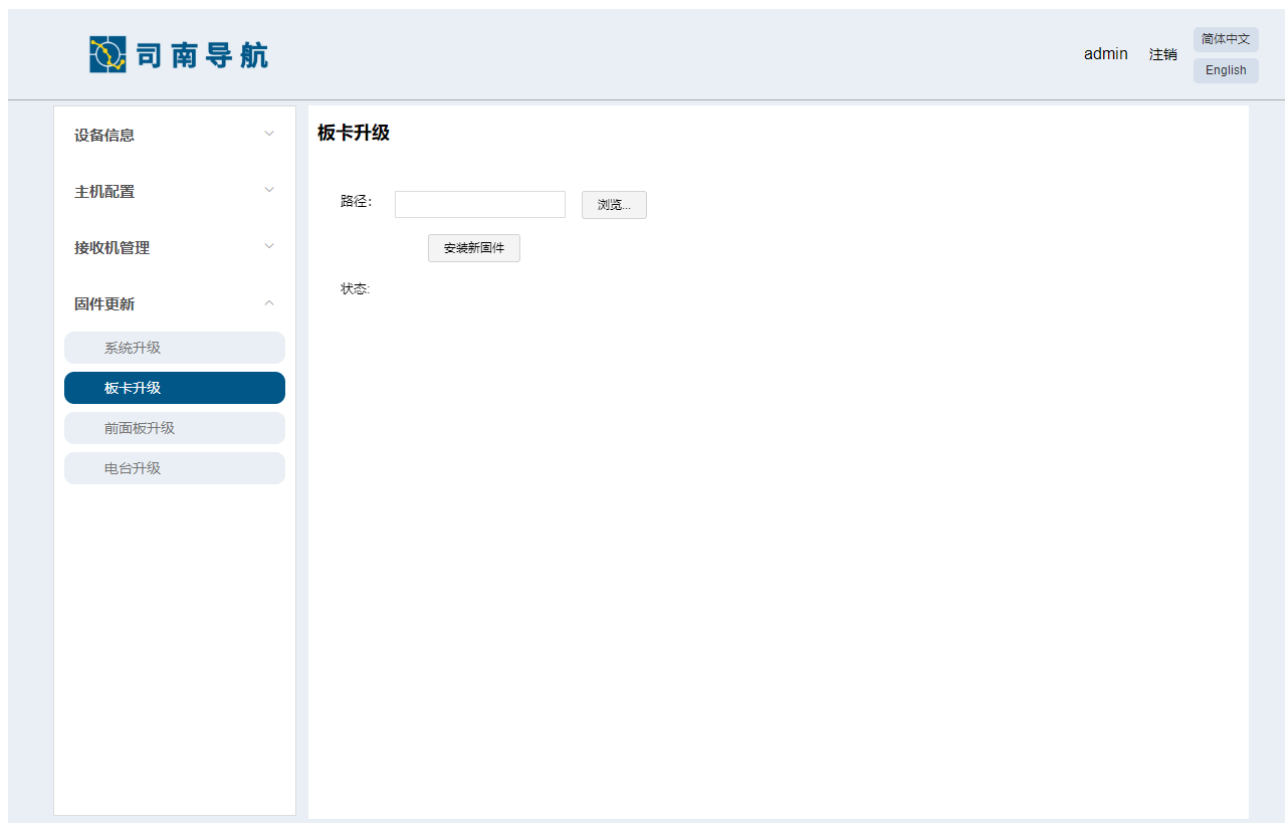 司南导航
admin 注销 简体中文
English
设备信息
主机配置
接收机管理
固件更新
系统升级
板卡升级
前面板升级
电台升级
板卡升级
路径：
浏览...
安装新固件
状态: